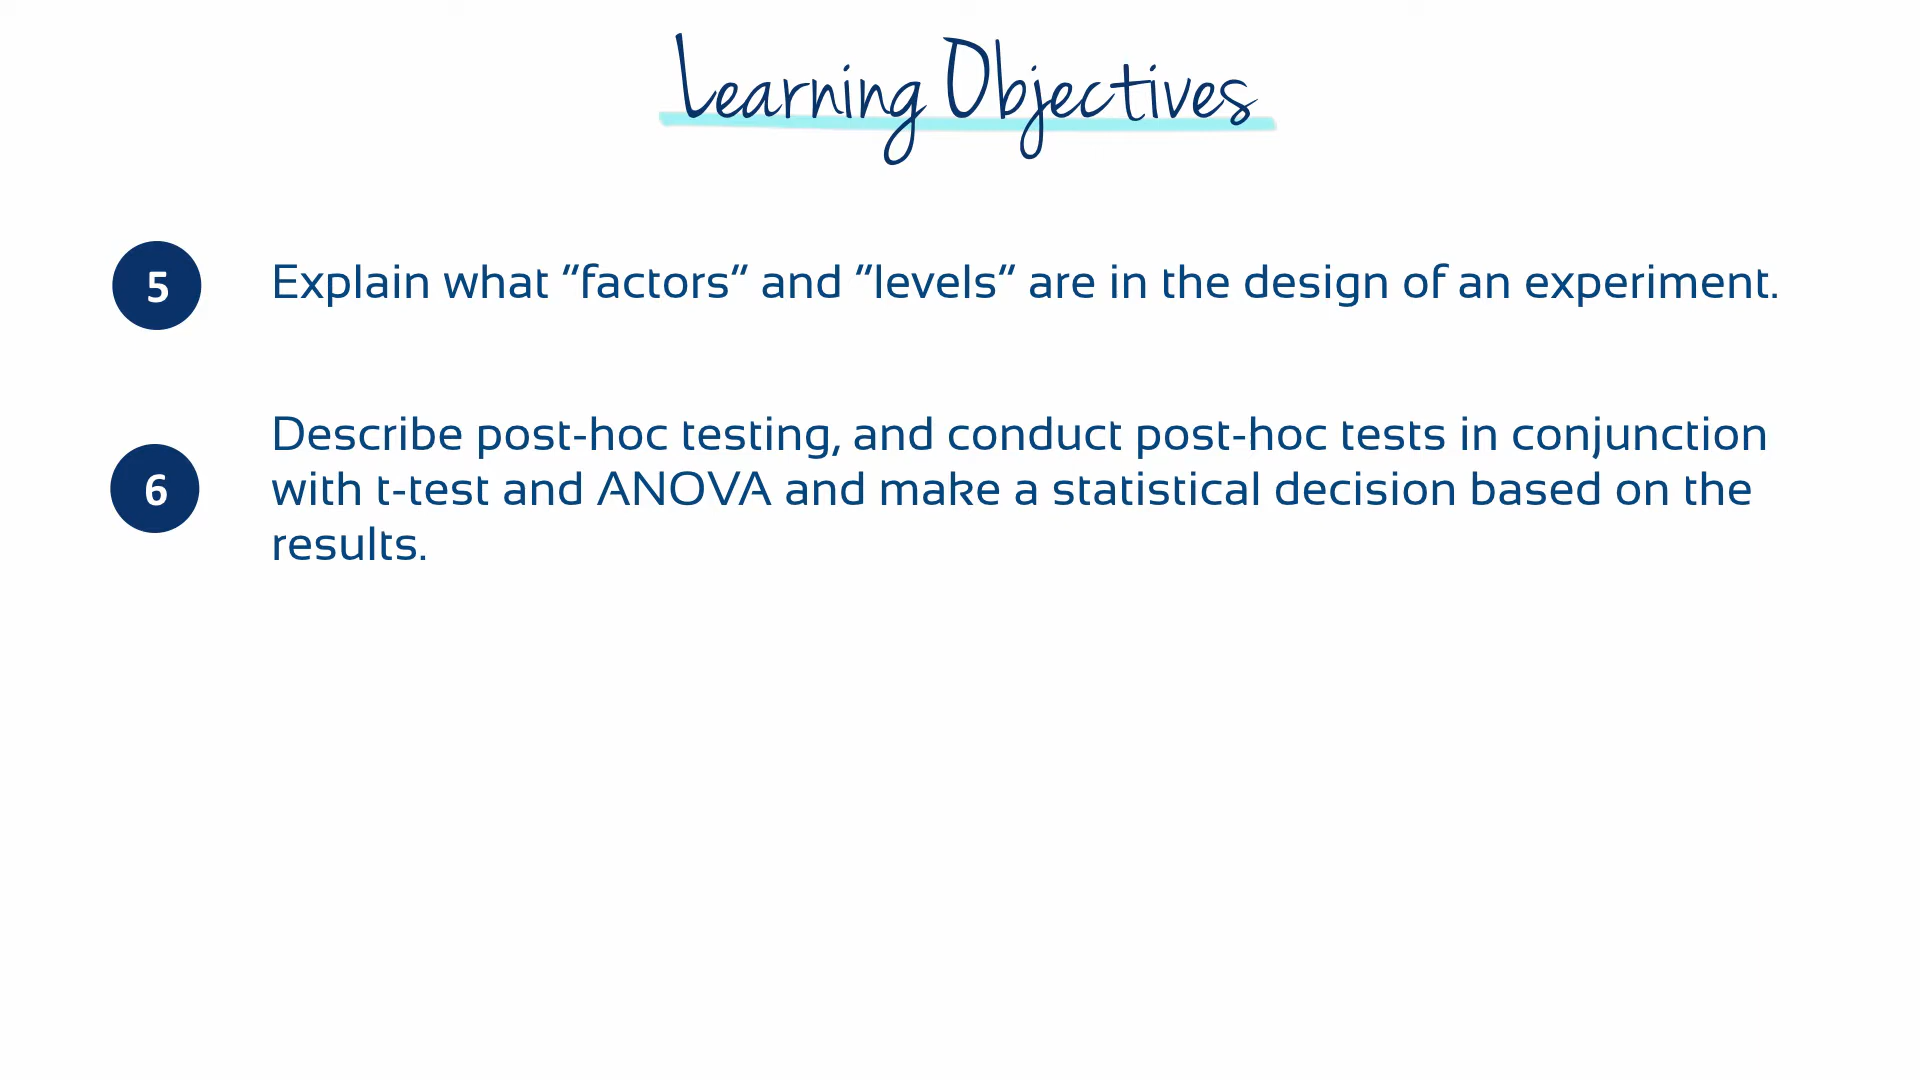 Learning Objectives
5
Explain what “factors” and “levels” are in the design of an experiment.
6
Describe post-hoc testing, and conduct post-hoc tests in conjunction
with t-test and ANOVA and make a statistical decision based on the
results.